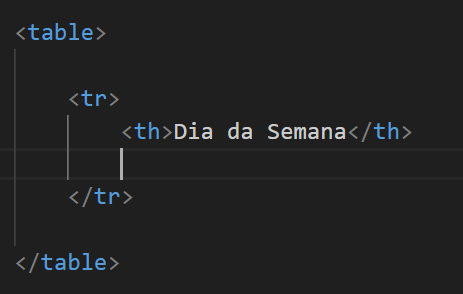 <table>
<tr>
<th>Dia da Semana</th>
</tr>
</table>